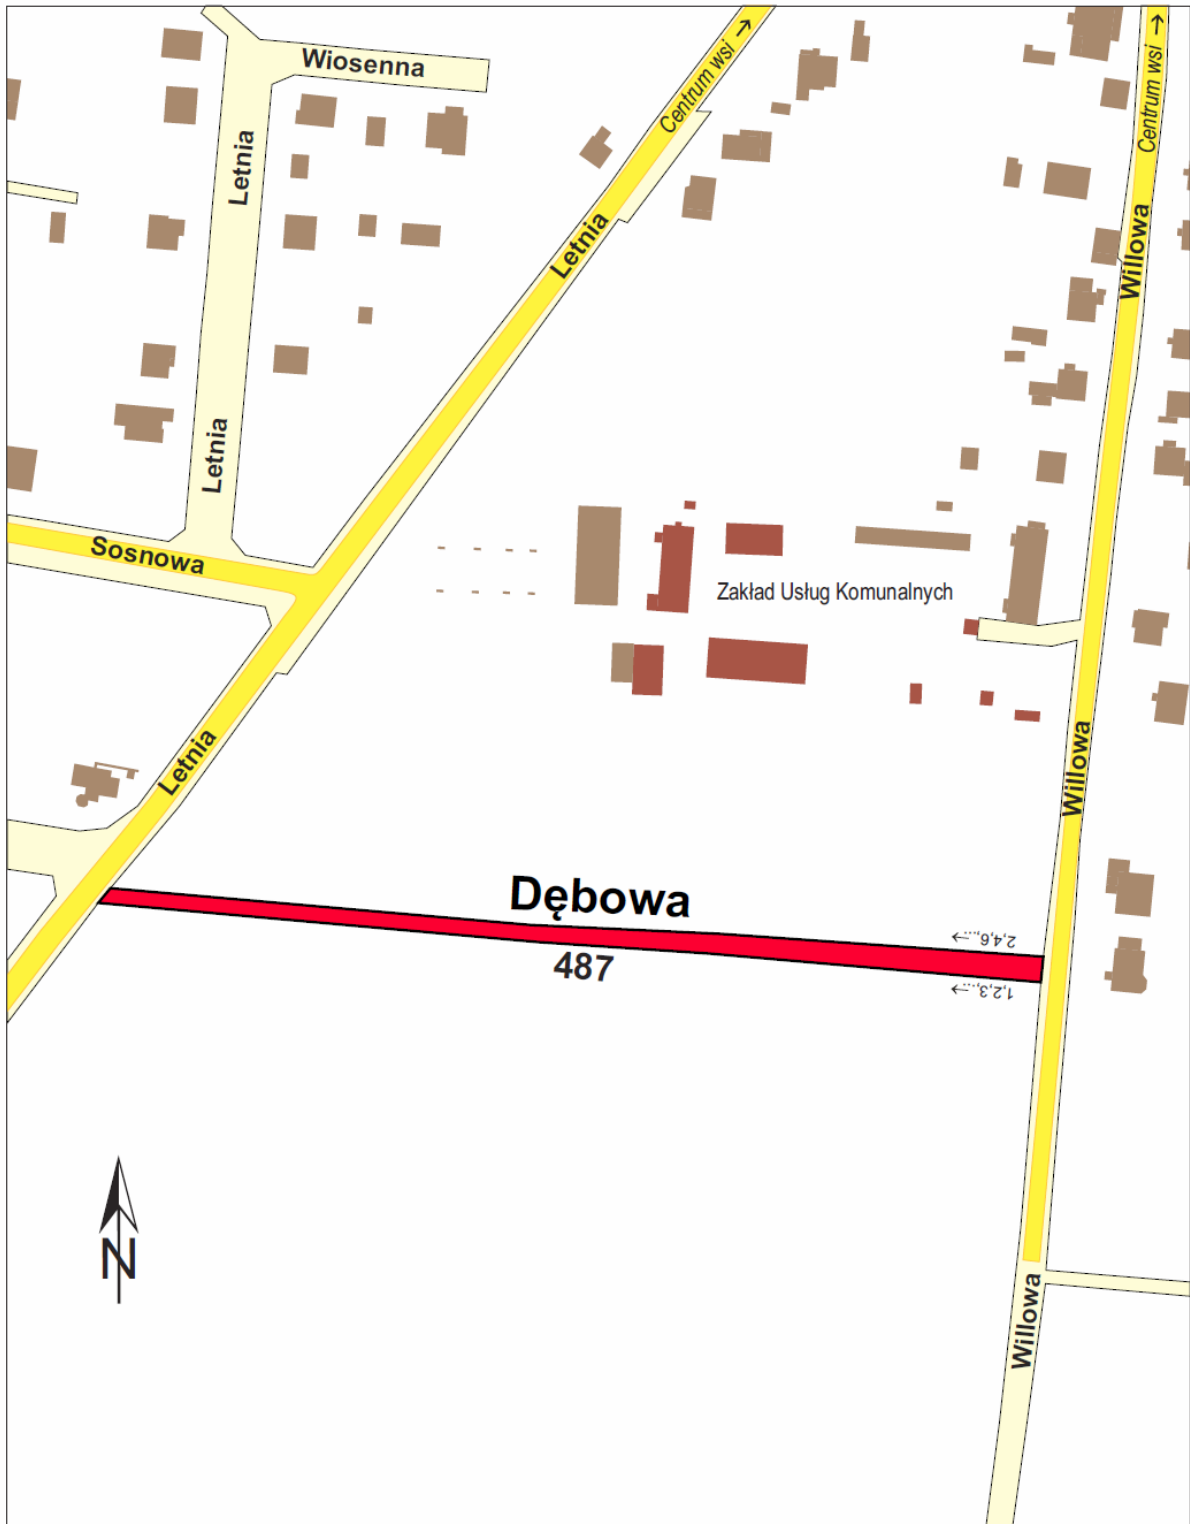 Wiosenna
Centrum wsi →
Centrum wsi →
Letnia
Letnia
Willowa
Letnia
Sosnowa
Zakład Usług Komunalnych
Letnia
Willowa
Dębowa
2,4,6,...→
487
1,2,3,...→
N
Willowa